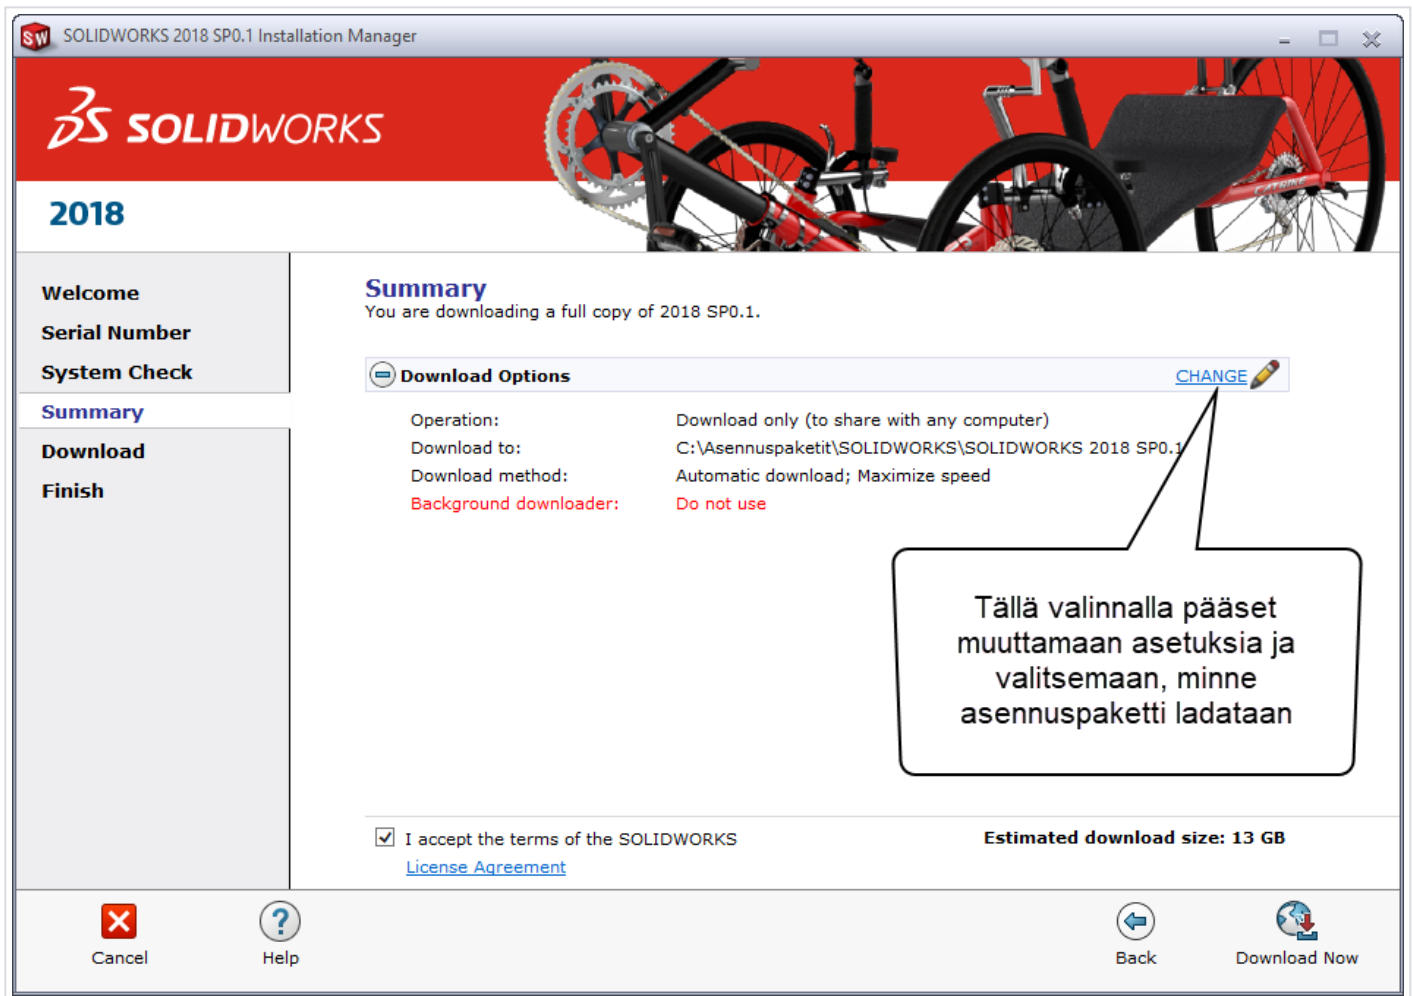 SW SOLIDWORKS 2018 SP0.1 Installation Manager
3S SOLIDWORKS
2018
CATRIKE
Welcome
Serial Number
System Check
Summary
Download
Finish
Summary
You are downloading a full copy of 2018 SP0.1.
Download Options CHANGE
Operation: Download only (to share with any computer)
Download to: C:\Asennuspaketit\SOLIDWORKS\SOLIDWORKS 2018 SP0.1
Download method: Automatic download; Maximize speed
Background downloader: Do not use
Tällä valinnalla pääset
muuttamaan asetuksia ja
valitsemaan, minne
asennuspaketti ladataan
I accept the terms of the SOLIDWORKS Estimated download size: 13 GB
License Agreement
Cancel Help Back Download Now